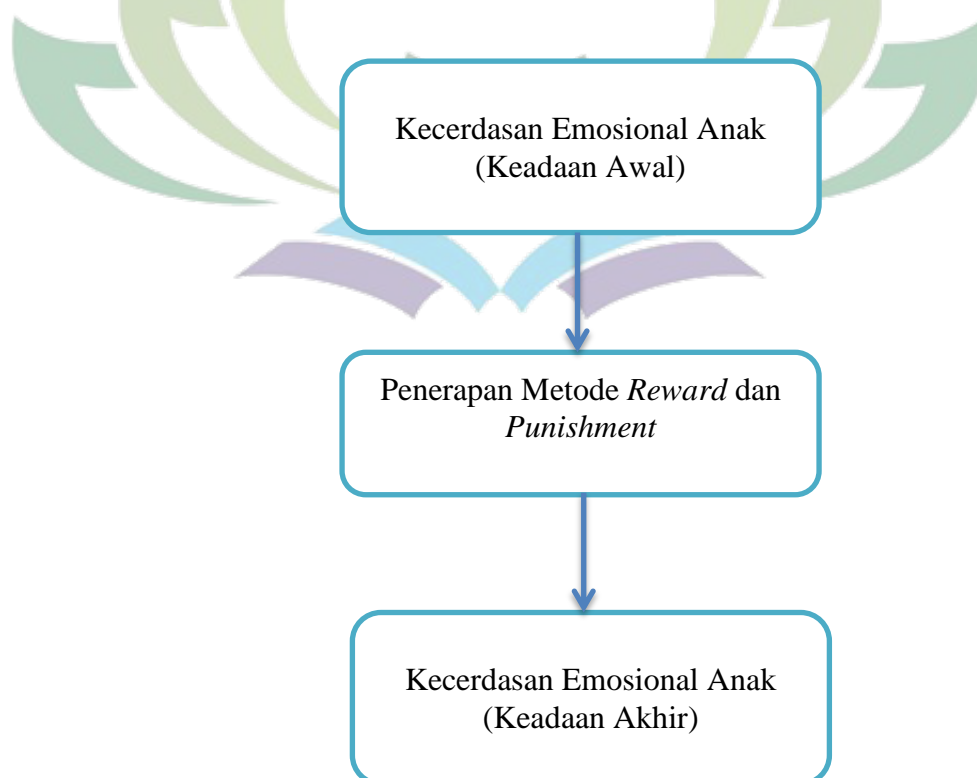 Kecerdasan Emosional Anak
(Keadaan Awal)
Penerapan Metode Reward dan
Punishment
Kecerdasan Emosional Anak
(Keadaan Akhir)